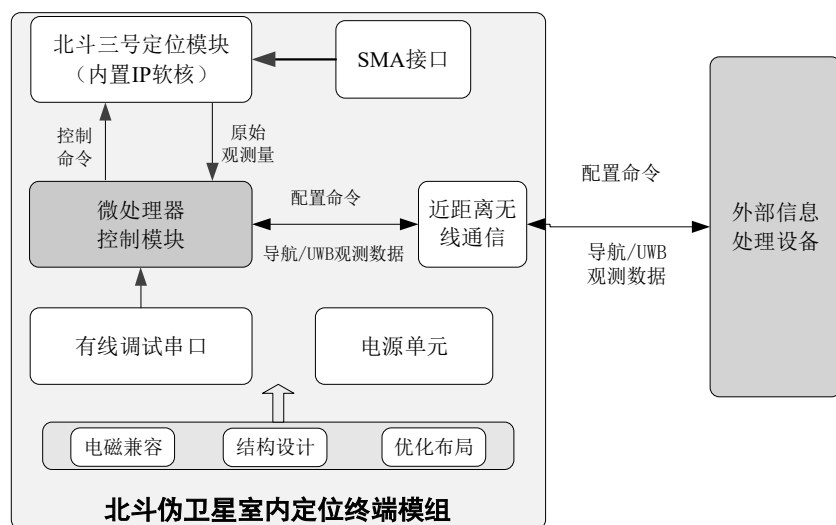 北斗三号定位模块
（内置IP软核）
SMA接口
控制
命令
原始
观测量
微处理器
控制模块
配置命令
导航/UWB观测数据
近距离无
线通信
配置命令
导航/UWB
观测数据
外部信息
处理设备
有线调试串口
电源单元
电磁兼容
结构设计
优化布局
北斗伪卫星室内定位终端模组